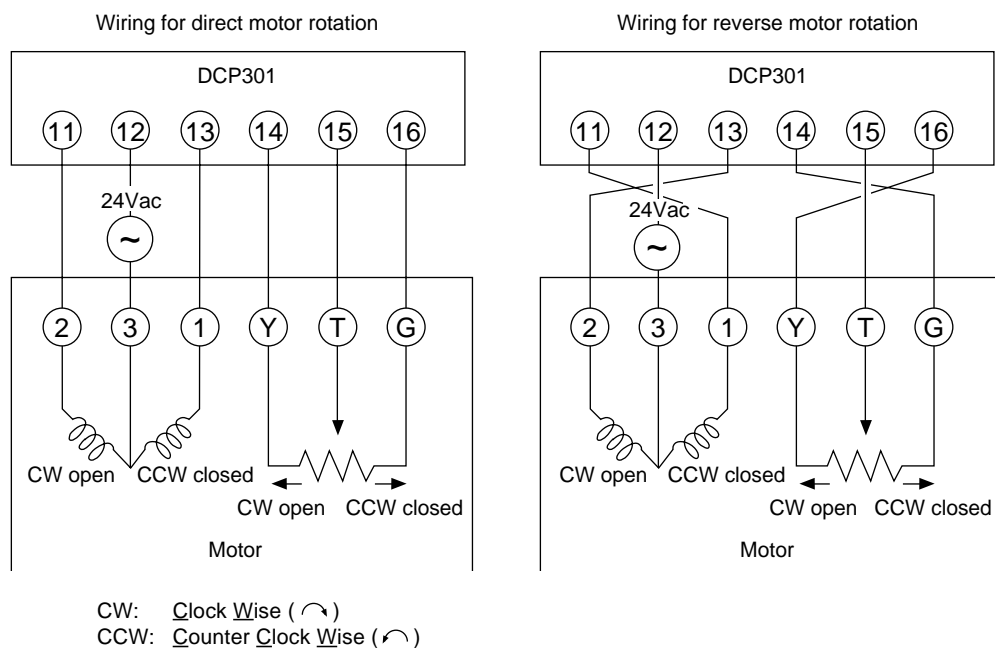 Wiring for direct motor rotation
DCP301
11 12 13 14 15 16
24Vac
~
2 3 1 Y T G
CW open CCW closed
CW open CCW closed
Motor
Wiring for reverse motor rotation
DCP301
11 12 13 14 15 16
24Vac
~
2 3 1 Y T G
CW open CCW closed
CW open CCW closed
Motor
CW: Clock Wise ( )
CCW: Counter Clock Wise ( )